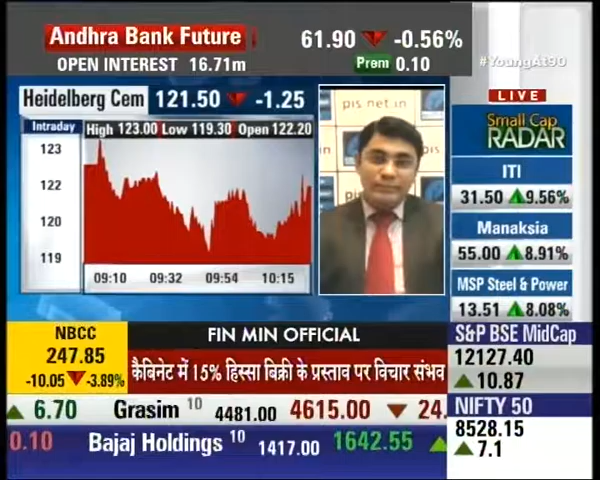 Andhra Bank Future
61.90 -0.56%
OPEN INTEREST 16.71m
Prem 0.10
#YoungAt90
Heidelberg Cem 121.50 -1.25
Intraday High 123.00 Low 119.30 Open 122.20
123
122
120
119
09:10 09:32 09:54 10:15
pis net.in
LIVE
Small Cap
RADAR
ITI
31.50 9.56%
Manaksia
55.00 8.91%
MSP Steel & Power
13.51 8.08%
S&P BSE MidCap
12127.40
10.87
NIFTY 50
8528.15
7.1
NBCC
247.85
-10.05 -3.89%
FIN MIN OFFICIAL
कैबिनेट में 15% हिस्सा बिक्री के प्रस्ताव पर विचार संभव
6.70 Grasim 10 4481.00 4615.00 24.
0.10 Bajaj Holdings 10 1417.00 1642.55